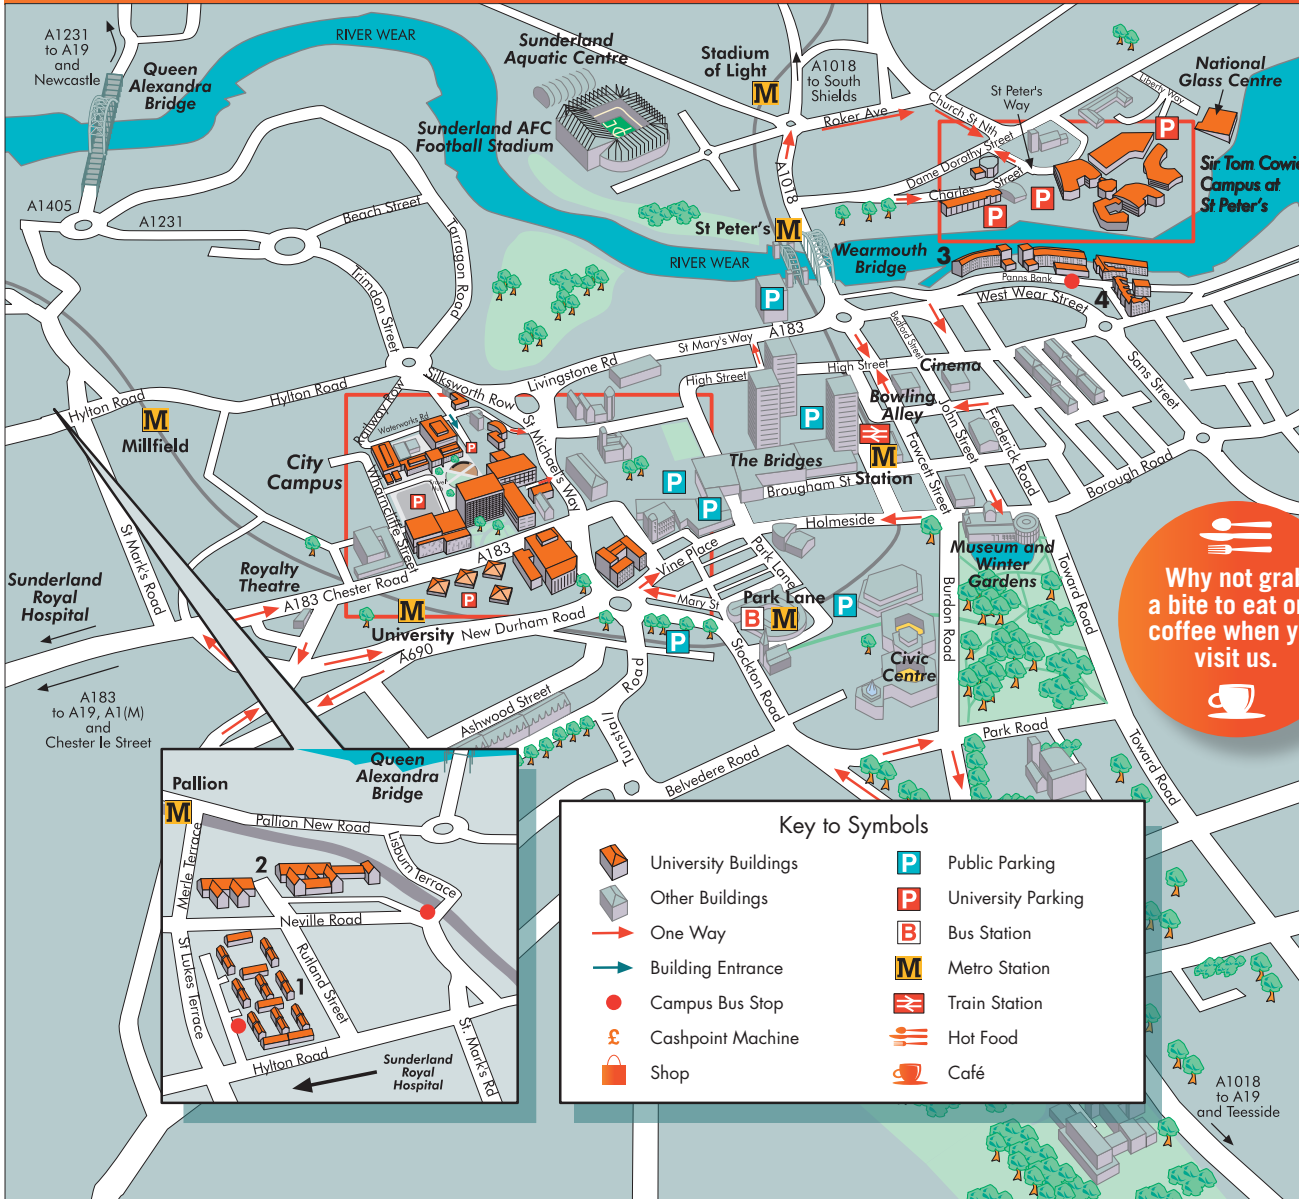 A1231
to A19
and
Newcastle
Queen
Alexandra
Bridge
RIVER WEAR
Sunderland
Aquatic Centre
Stadium
of Light
M
A1018
to South
Shields
Sunderland AFC
Football Stadium
Roker Ave
Church St Nth
St Peter's
Way
Liberty Way
National
Glass Centre
P
Dame Dorothy Street
Charles Street
P
P
Sir Tom Cowie
Campus at
St Peter's
A1018
A1405
A1231
Beach Street
Tarragon Road
Trimdon Street
St Peter's
M
RIVER WEAR
Wearmouth
Bridge
3
Panns Bank
4
West Wear Street
P
A183
St Mary's Way
Livingstone Rd
Bedford Street
High Street
High Street
Cinema
Sans Street
Bowling
Alley
John Street
Frederick Road
Fawcett Street
Borough Road
P
The Bridges
M
Station
Brougham St
Holmeside
Hylton Road
Hylton Road
M
Millfield
Silksworth Row
Railway Row
Waterworks Rd
St Michaels Way
City
Campus
P
P
Wharncliffe Street
P
P
A183
Vine Place
Park Lane
Mary St
Park Lane
B
M
P
P
Museum and
Winter
Gardens
Burdon Road
Toward Road
Civic
Centre
St Mark's Road
Royalty
Theatre
Sunderland
Royal
Hospital
A183 Chester Road
P
M
University
New Durham Road
A690
A183
to A19, A1(M)
and
Chester le Street
Ashwood Street
Tunstall Road
Stockton Road
Belvedere Road
Park Road
Toward Road
Why not grab
a bite to eat or
coffee when y
visit us.
Pallion
M
Queen
Alexandra
Bridge
Pallion New Road
Merle Terrace
Lisburn Terrace
2
Neville Road
St Lukes Terrace
Rutland Street
1
Hylton Road
St. Mark's Rd
Sunderland
Royal
Hospital
Key to Symbols
University Buildings
Other Buildings
One Way
Building Entrance
Campus Bus Stop
£ Cashpoint Machine
Shop
P Public Parking
P University Parking
B Bus Station
M Metro Station
Train Station
Hot Food
Café
A1018
to A19
and Teesside